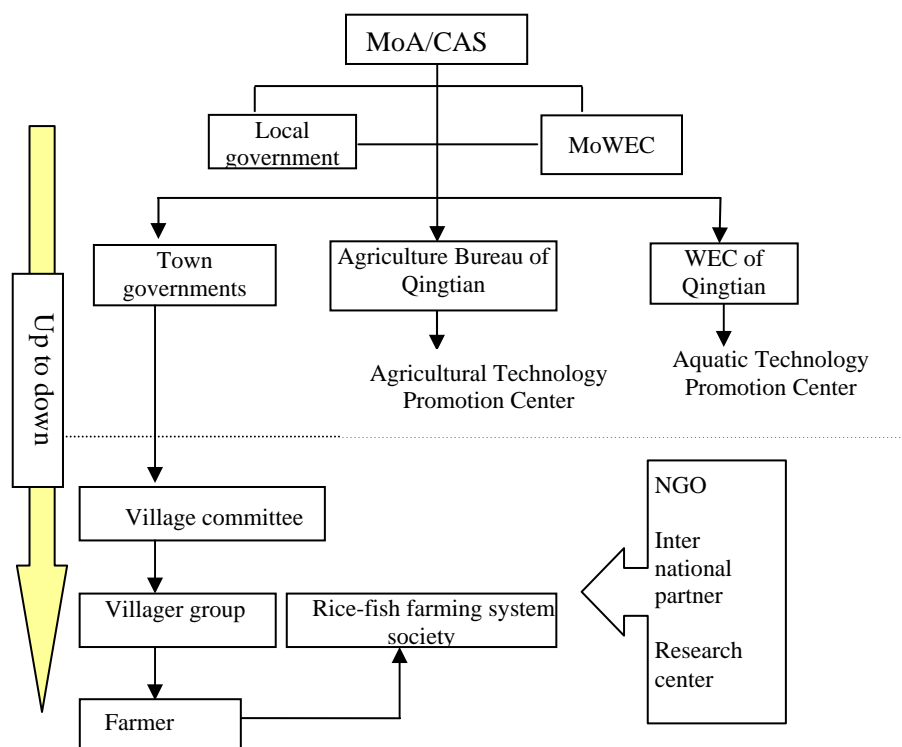 MoA/CAS
Local
government
MoWEC
Town
governments
Agriculture Bureau of
Qingtian
WEC of
Qingtian
Up to down
Agricultural Technology
Promotion Center
Aquatic Technology
Promotion Center
Village committee
NGO
Inter
national
partner
Research
center
Villager group
Rice-fish farming system
society
Farmer